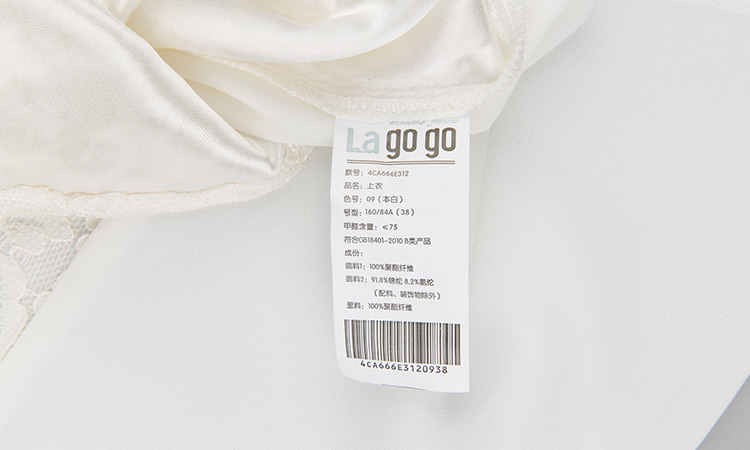 La go go
款号：4CA666E312
品名：上衣
色号：09（本白）
号型：160/84A（38）
甲醛含量：≤75
符合GB18401-2010 B类产品
成份：
面料1：100%聚酯纤维
面料2：91.8%锦纶 8.2%氨纶
（配料、装饰物除外）
里料：100%聚酯纤维
4CA666E3120938